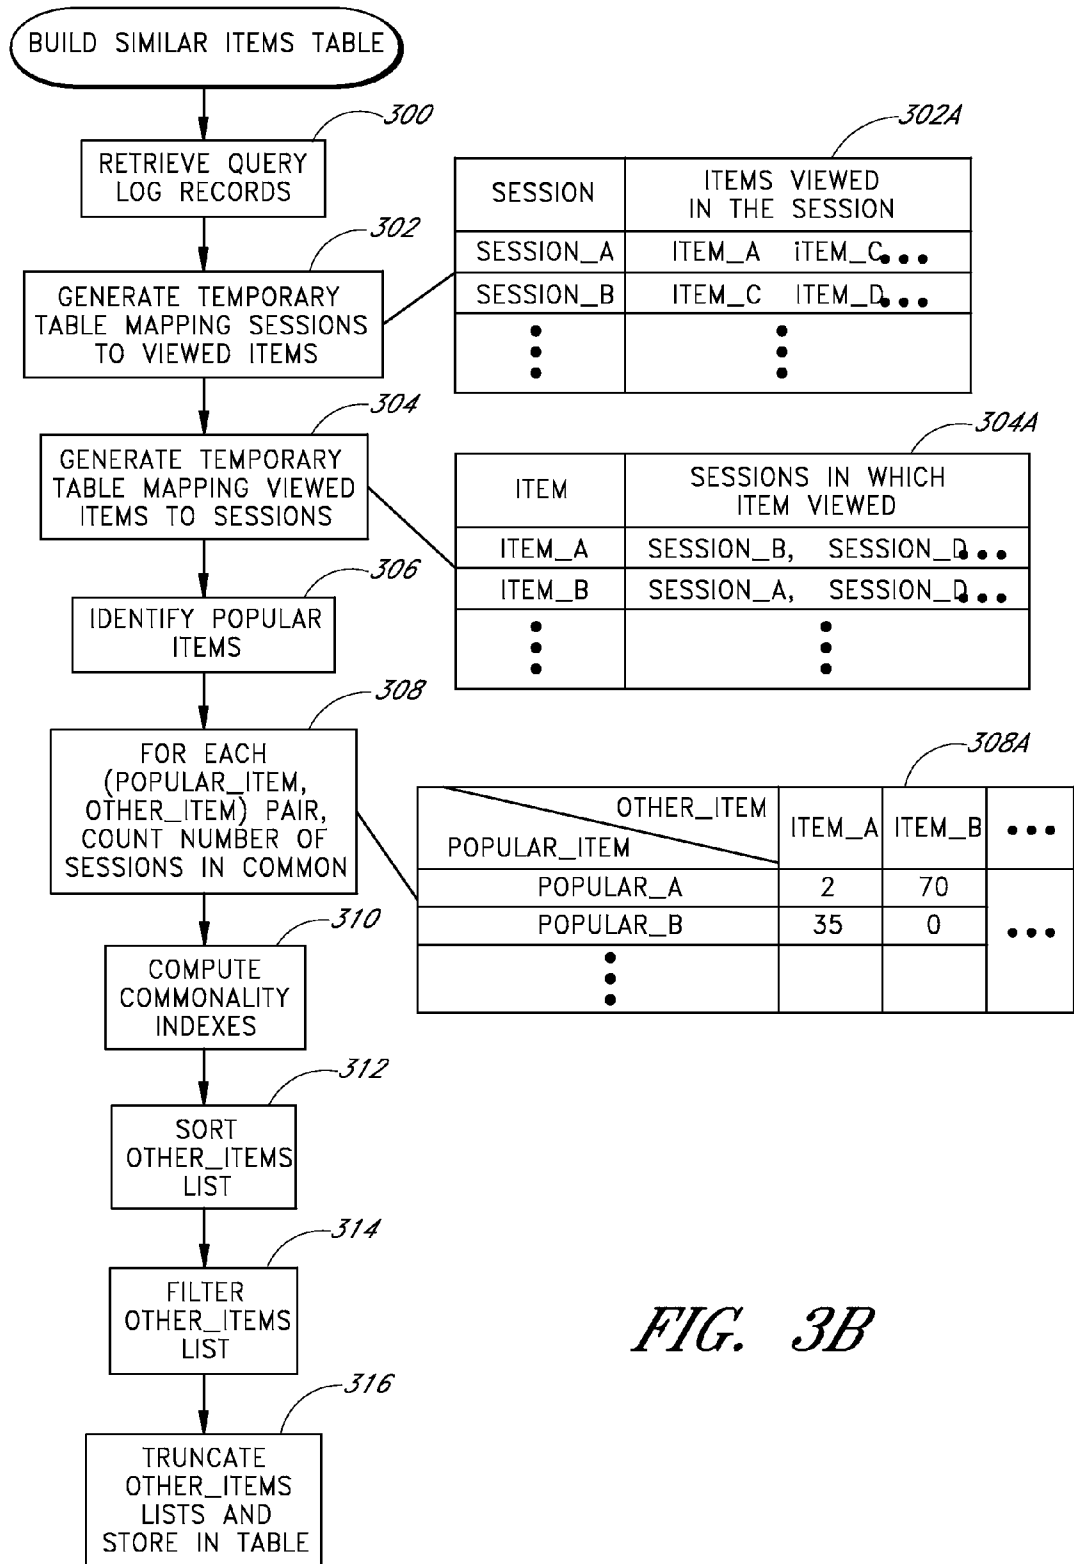 BUILD SIMILAR ITEMS TABLE
300
RETRIEVE QUERY
LOG RECORDS
302
GENERATE TEMPORARY
TABLE MAPPING SESSIONS
TO VIEWED ITEMS
302A
SESSION
ITEMS VIEWED
IN THE SESSION
SESSION_A ITEM_A iTEM_C...
SESSION_B ITEM_C ITEM_D...
304
GENERATE TEMPORARY
TABLE MAPPING VIEWED
ITEMS TO SESSIONS
304A
ITEM
SESSIONS IN WHICH
ITEM VIEWED
ITEM_A SESSION_B, SESSION_D...
ITEM_B SESSION_A, SESSION_D...
306
IDENTIFY POPULAR
ITEMS
308
FOR EACH
(POPULAR_ITEM,
OTHER_ITEM) PAIR,
COUNT NUMBER OF
SESSIONS IN COMMON
308A
OTHER_ITEM
POPULAR_ITEM
ITEM_A ITEM_B ...
POPULAR_A 2 70
POPULAR_B 35 0 ...
310
COMPUTE
COMMONALITY
INDEXES
312
SORT
OTHER_ITEMS
LIST
314
FILTER
OTHER_ITEMS
LIST
316
TRUNCATE
OTHER_ITEMS
LISTS AND
STORE IN TABLE
FIG. 3B